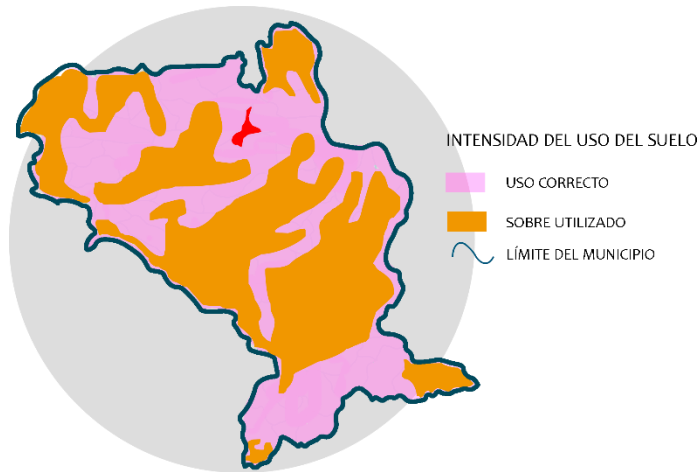 INTENSIDAD DEL USO DEL SUELO
USO CORRECTO
SOBRE UTILIZADO
LÍMITE DEL MUNICIPIO